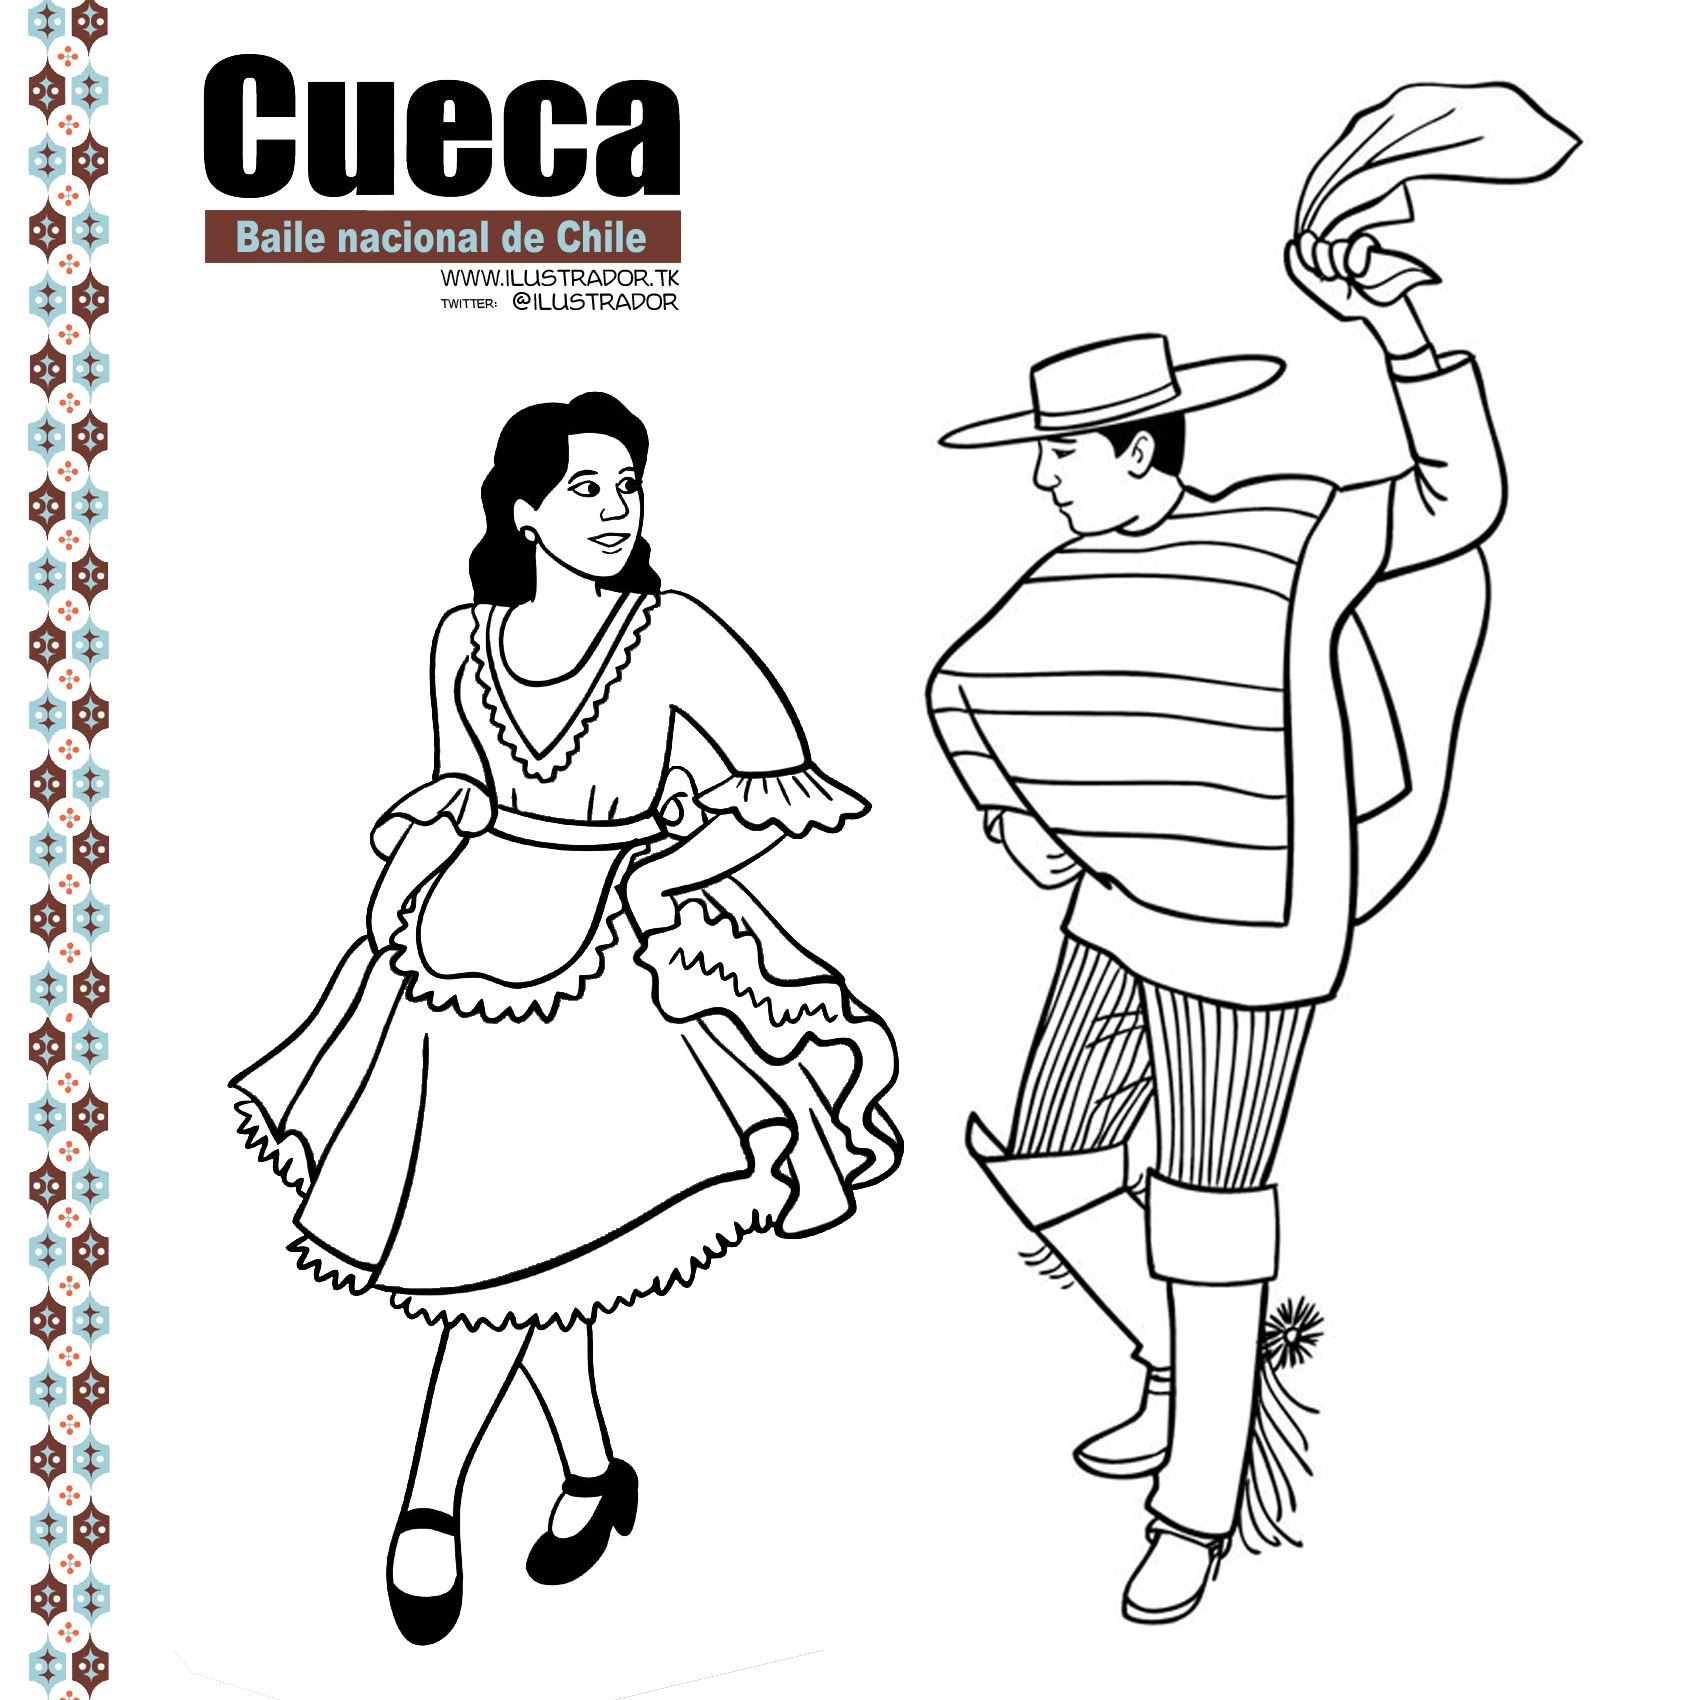 Cueca
Baile nacional de Chile
WWW.ILUSTRADOR.TK
TWITTER: @ILUSTRADOR